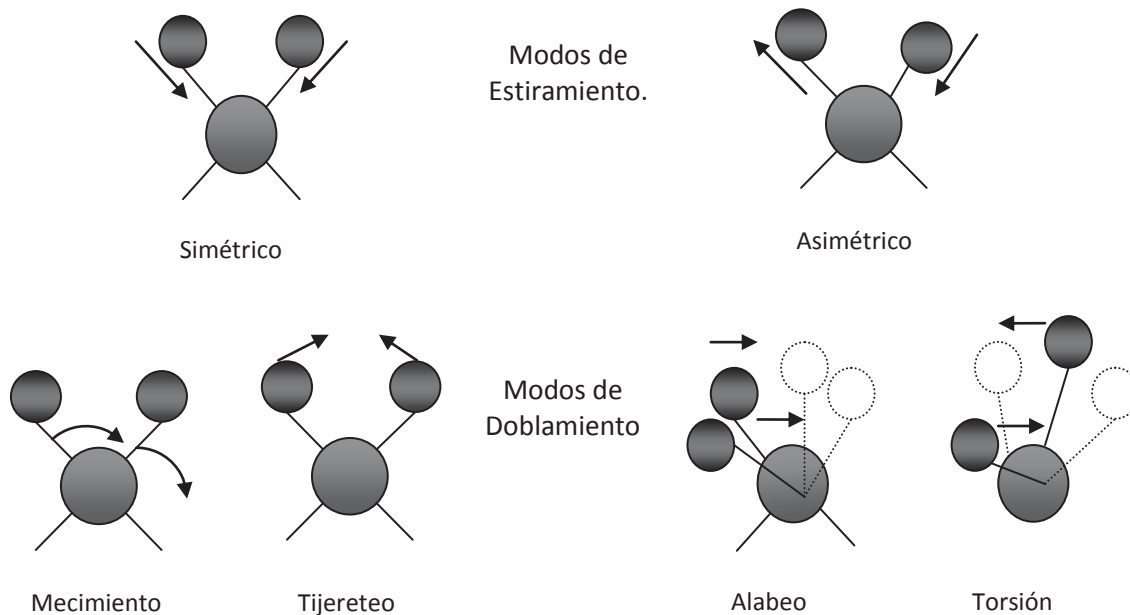 Modos de
Estiramiento.
Simétrico
Asimétrico
Modos de
Doblamiento
Mecimiento
Tijereteo
Alabeo
Torsión